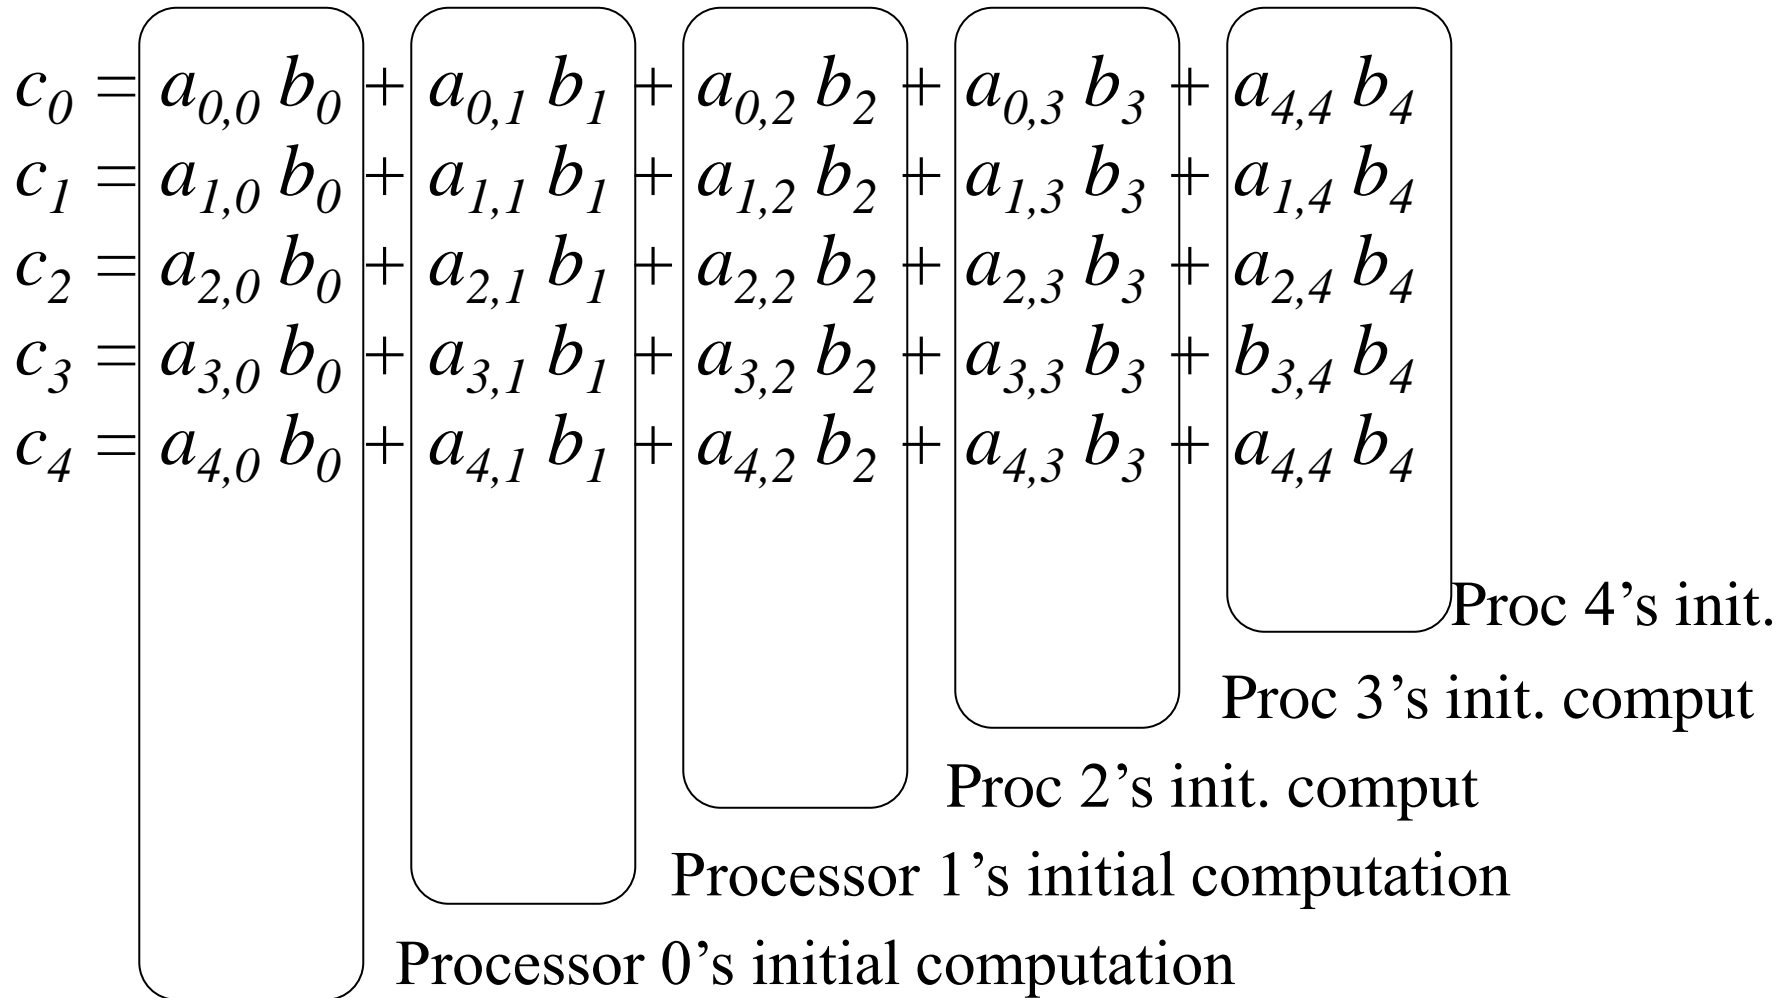 c0 = a0,0 b0 + a0,1 b1 + a0,2 b2 + a0,3 b3 + a4,4 b4
c1 = a1,0 b0 + a1,1 b1 + a1,2 b2 + a1,3 b3 + a1,4 b4
c2 = a2,0 b0 + a2,1 b1 + a2,2 b2 + a2,3 b3 + a2,4 b4
c3 = a3,0 b0 + a3,1 b1 + a3,2 b2 + a3,3 b3 + b3,4 b4
c4 = a4,0 b0 + a4,1 b1 + a4,2 b2 + a4,3 b3 + a4,4 b4
Proc 4’s init.
Proc 3’s init. comput
Proc 2’s init. comput
Processor 1’s initial computation
Processor 0’s initial computation